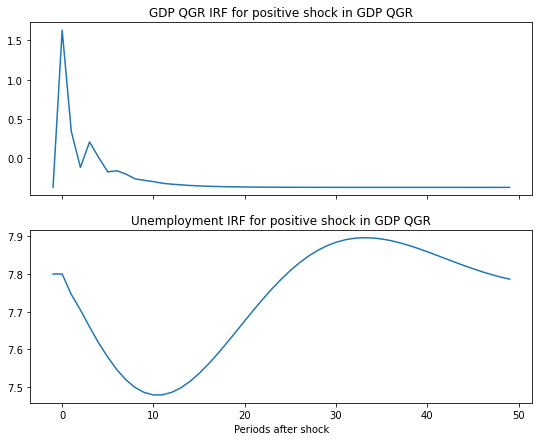 GDP QGR IRF for positive shock in GDP QGR
1.5
1.0
0.5
0.0
Unemployment IRF for positive shock in GDP QGR
7.9
7.8
7.7
7.6
7.5
0 10 20 30 40 50
Periods after shock